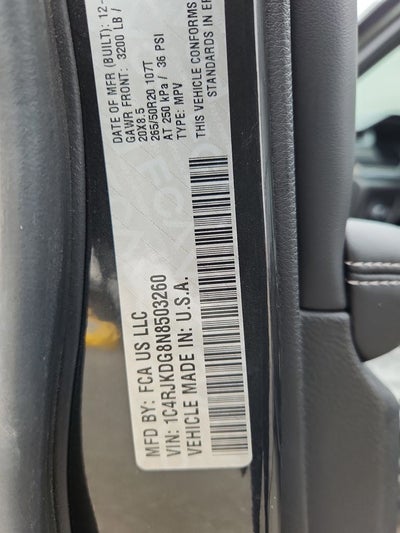 MFD BY: FCA US LLC
DATE OF MFR (BUILT): 12-
GAWR FRONT: 3200 LB /
20X8.5
265/50R20 107T
AT 250 kPa / 36 PSI
TYPE: MPV
THIS VEHICLE CONFORMS
STANDARDS IN EF
VIN: 1C4RJKDG8N8503260
VEHICLE MADE IN: U.S.A.